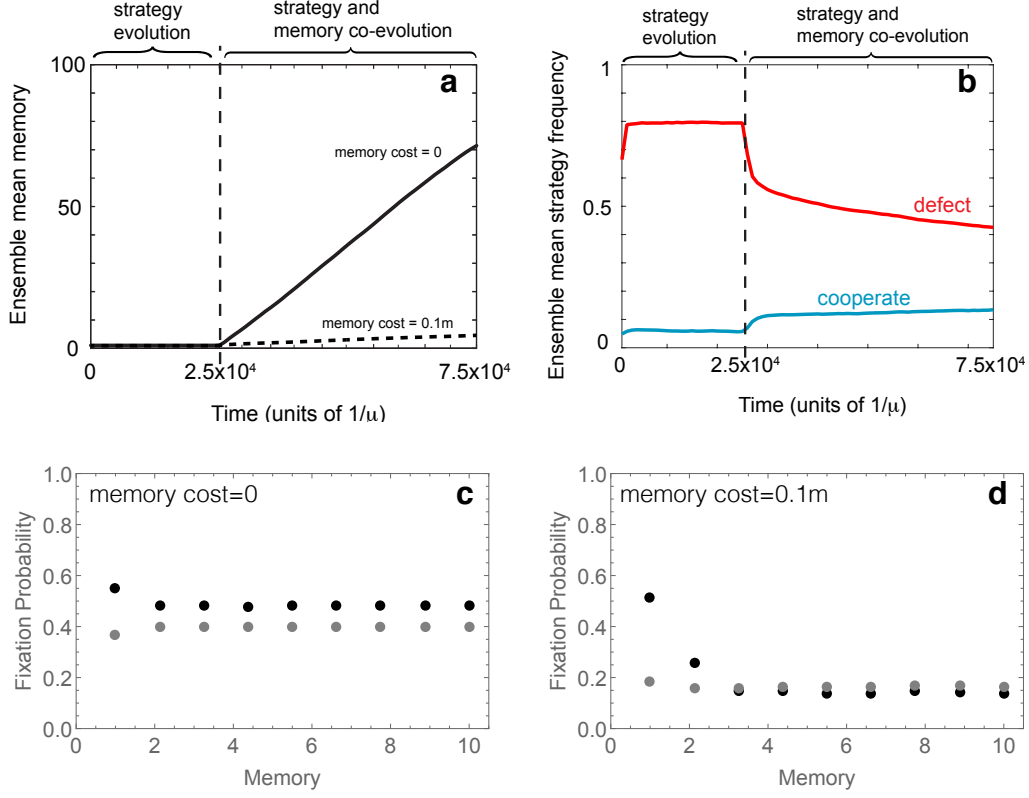 strategy
evolution
strategy and
memory co-evolution
a
Ensemble mean memory
100
50
0
memory cost = 0
memory cost = 0.1m
0
2.5x10⁴
7.5x10⁴
Time (units of 1/μ)
strategy
evolution
strategy and
memory co-evolution
b
Ensemble mean strategy frequency
1
0.5
0
defect
cooperate
0
2.5x10⁴
7.5x10⁴
Time (units of 1/μ)
memory cost=0
c
Fixation Probability
1.0
0.8
0.6
0.4
0.2
0.0
0 2 4 6 8 10
Memory
memory cost=0.1m
d
Fixation Probability
1.0
0.8
0.6
0.4
0.2
0.0
0 2 4 6 8 10
Memory